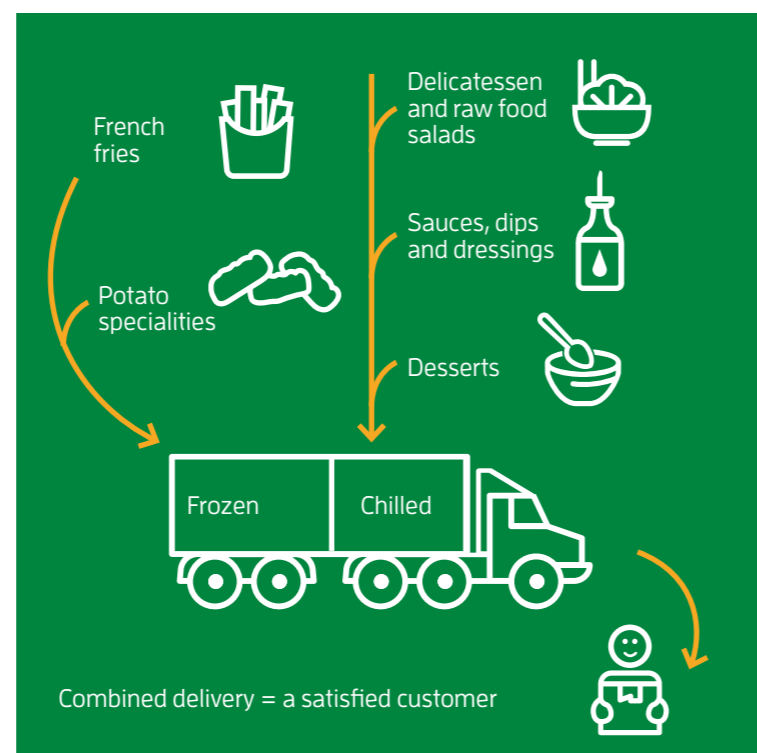 French
fries
Potato
specialities
Delicatessen
and raw food
salads
Sauces, dips
and dressings
Desserts
Frozen
Chilled
Combined delivery = a satisfied customer